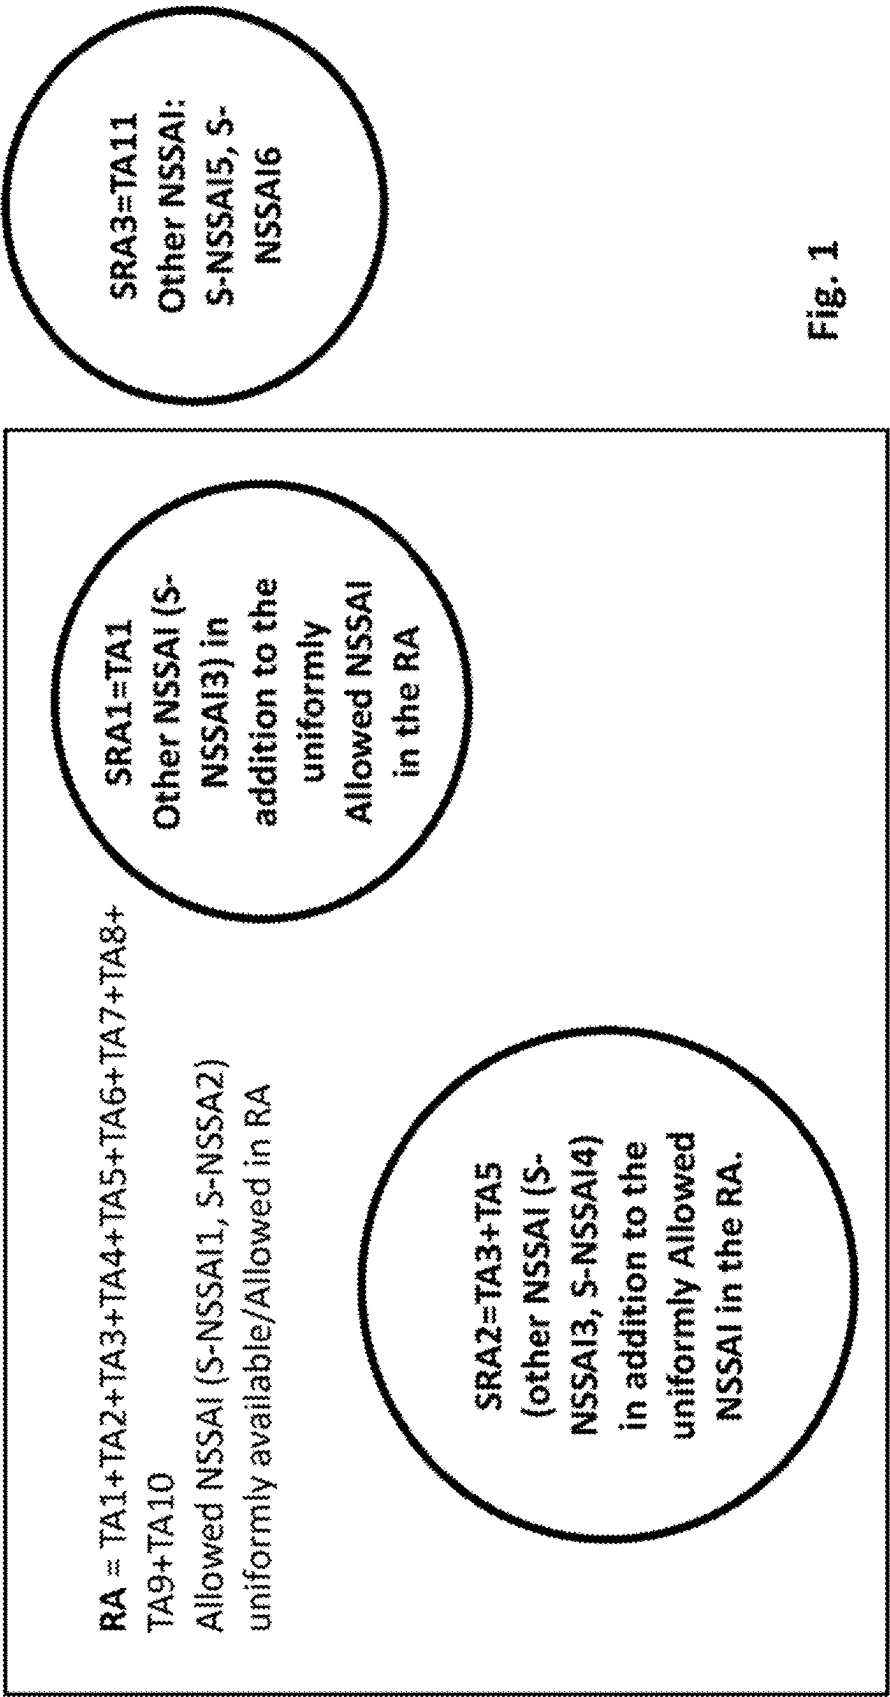 RA = TA1+TA2+TA3+TA4+TA5+TA6+TA7+TA8+
TA9+TA10
Allowed NSSAI (S-NSSAI1, S-NSSA2)
uniformly available/Allowed in RA
SRA2=TA3+TA5
(other NSSAI (S-
NSSAI3, S-NSSAI4)
in addition to the
uniformly Allowed
NSSAI in the RA.
SRA1=TA1
Other NSSAI (S-
NSSAI3) in
addition to the
uniformly
Allowed NSSAI
in the RA
SRA3=TA11
Other NSSAI:
S-NSSAI5, S-
NSSAI6
Fig. 1